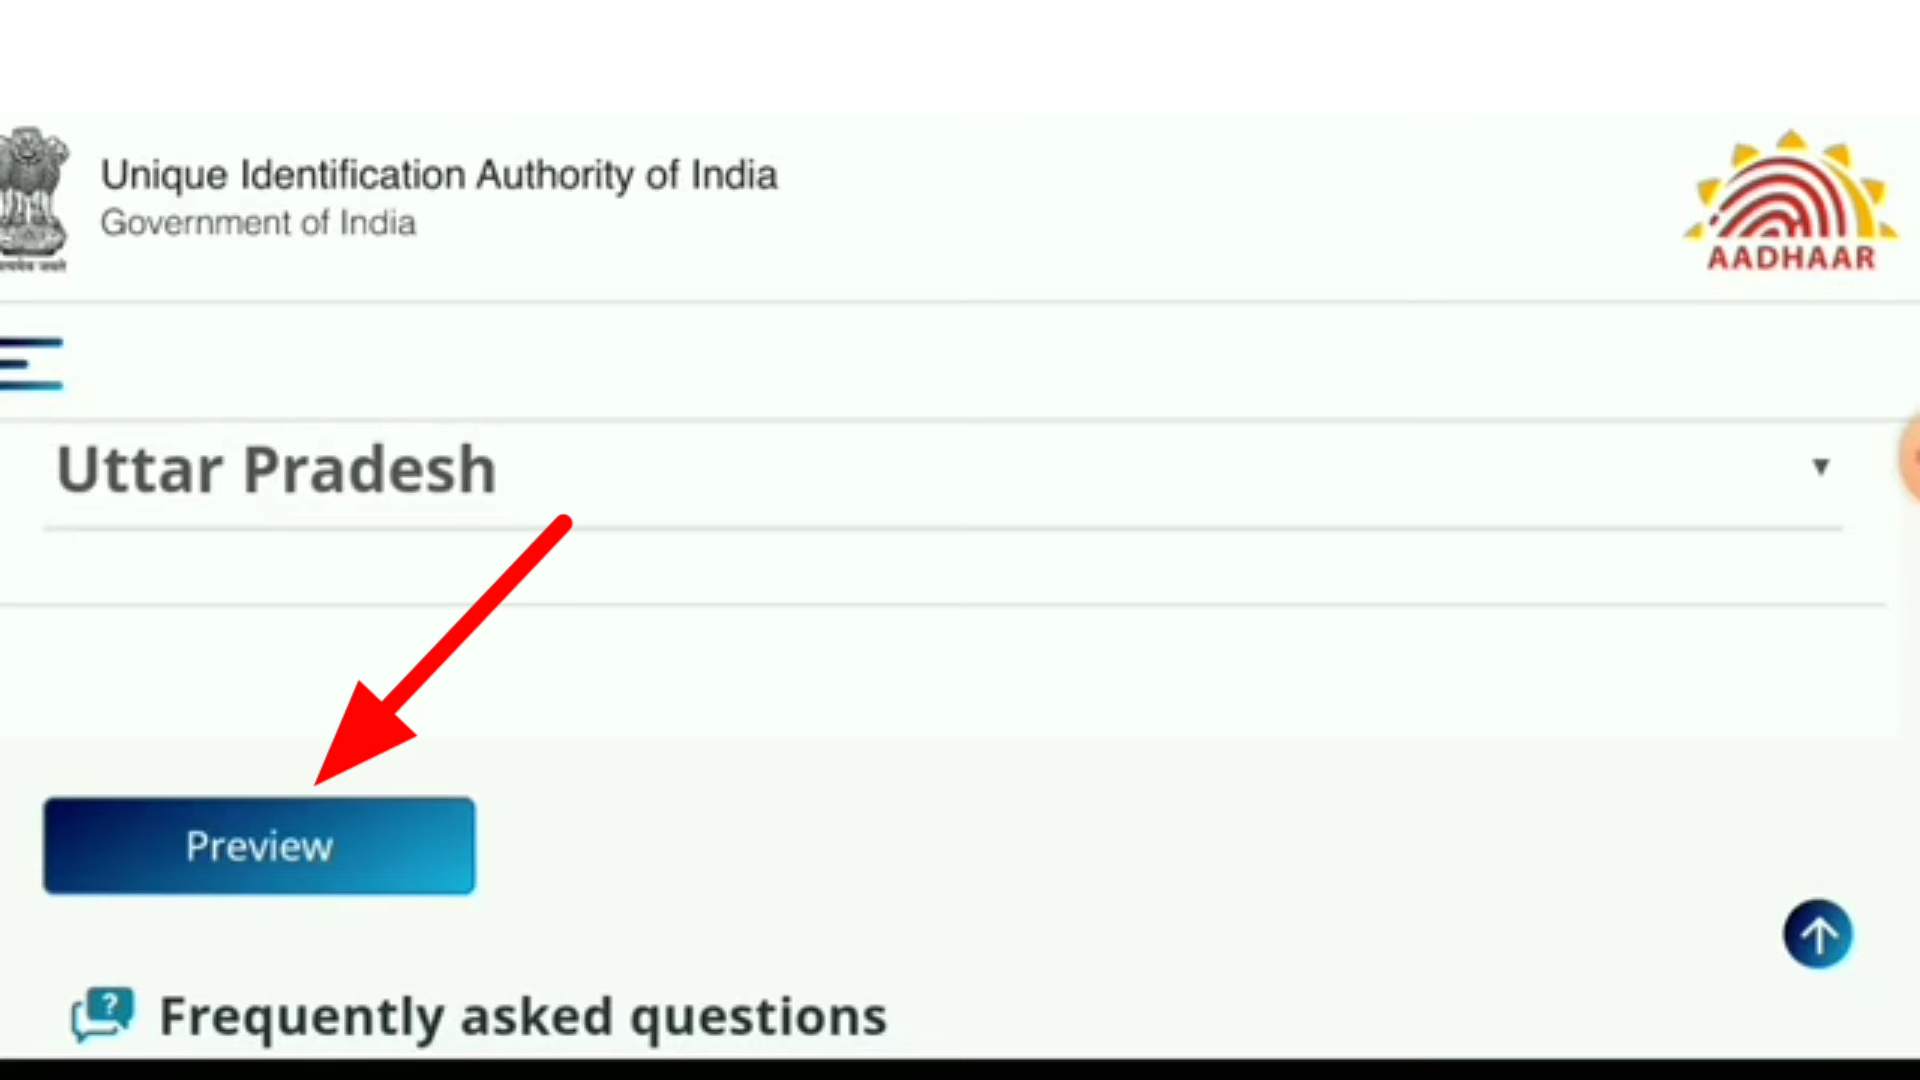 Unique Identification Authority of India
Government of India
AADHAAR
Uttar Pradesh
Preview
Frequently asked questions